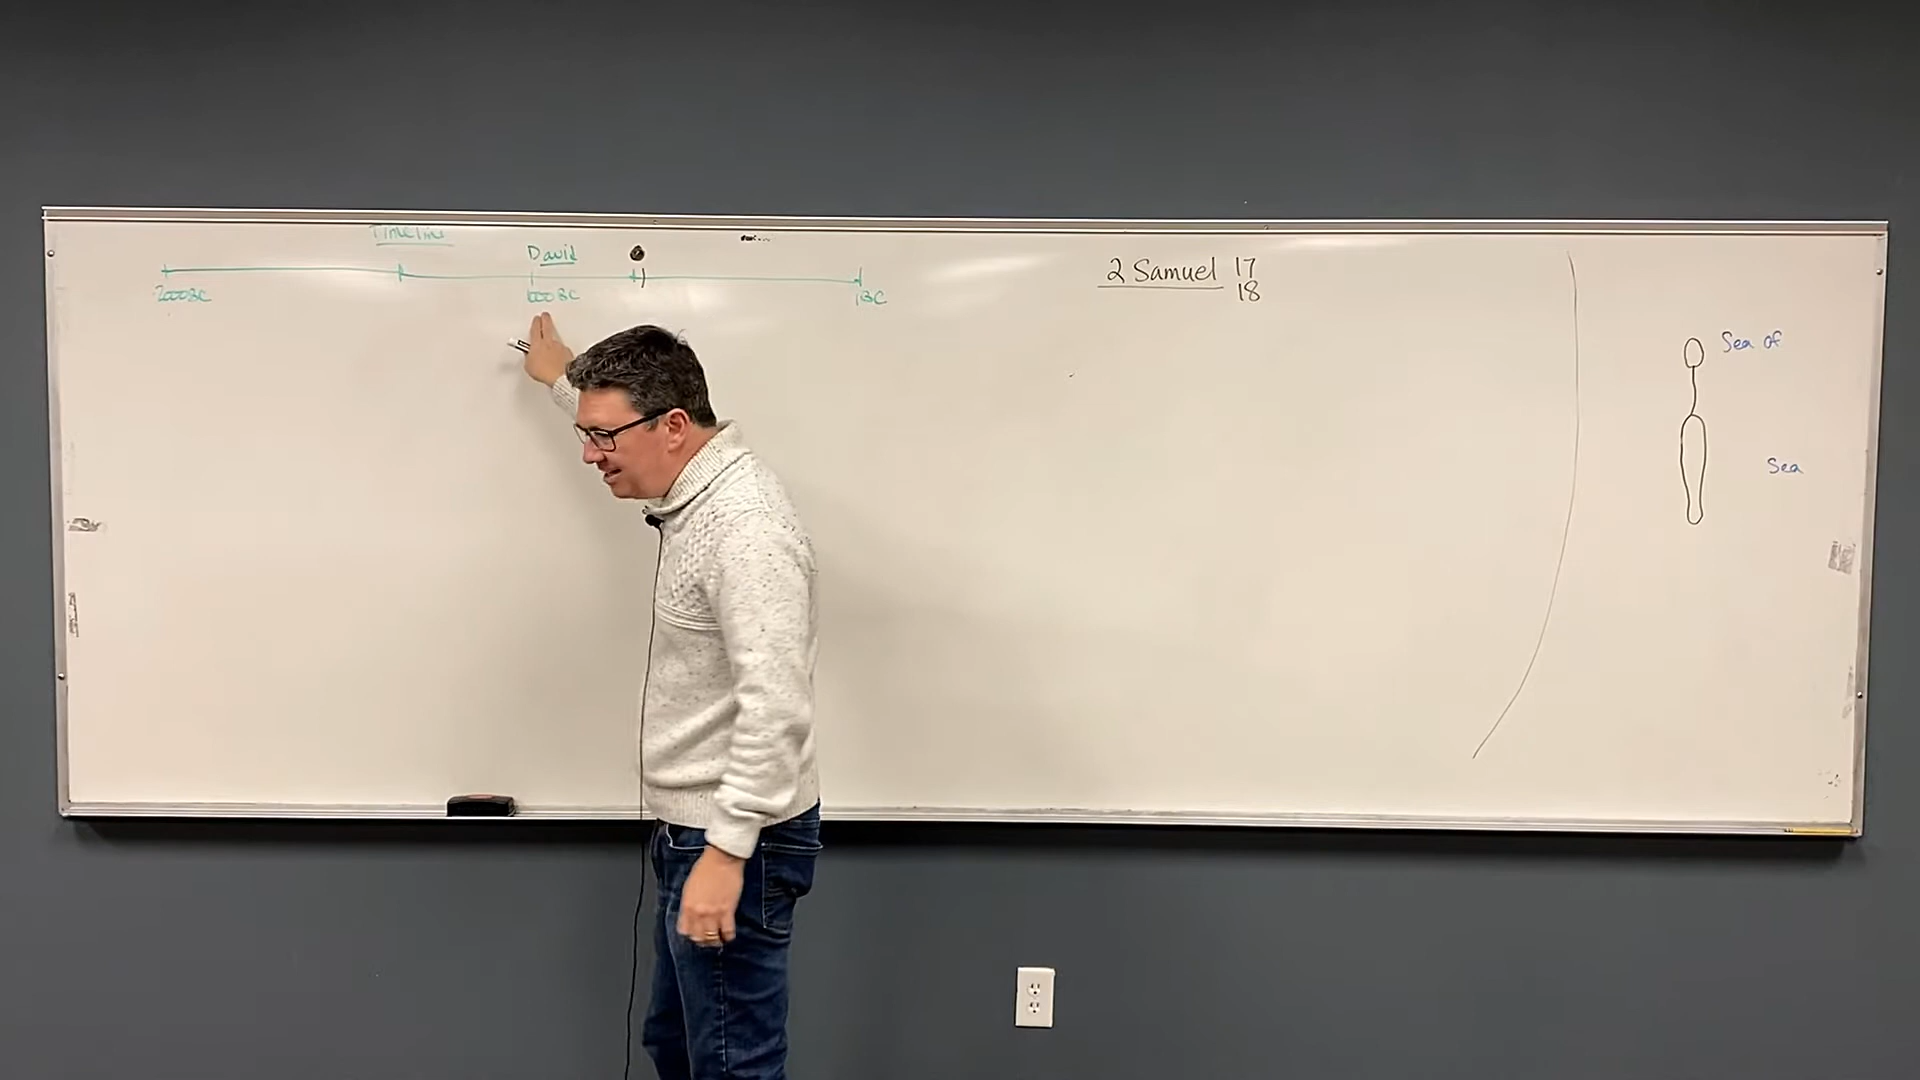 Timeline
David
2000BC
1000BC
1BC
2 Samuel 17
18
Sea of
Sea